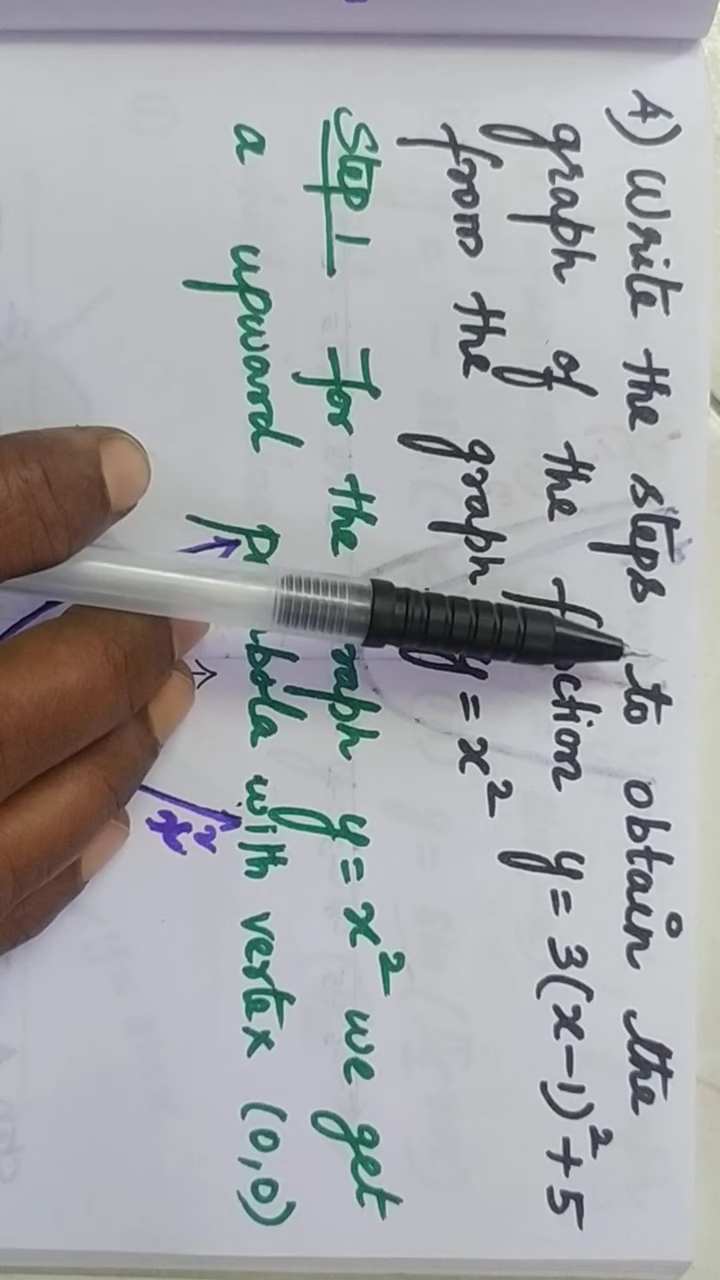 4) Write the steps to obtain the
graph of the function y = 3(x-1)² + 5
from the graph y = x²
Step 1 For the graph y = x² we get
a upward parabola with vertex (0,0)
x²